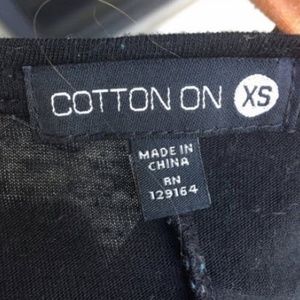 COTTON ON XS
MADE IN
CHINA
RN
129164